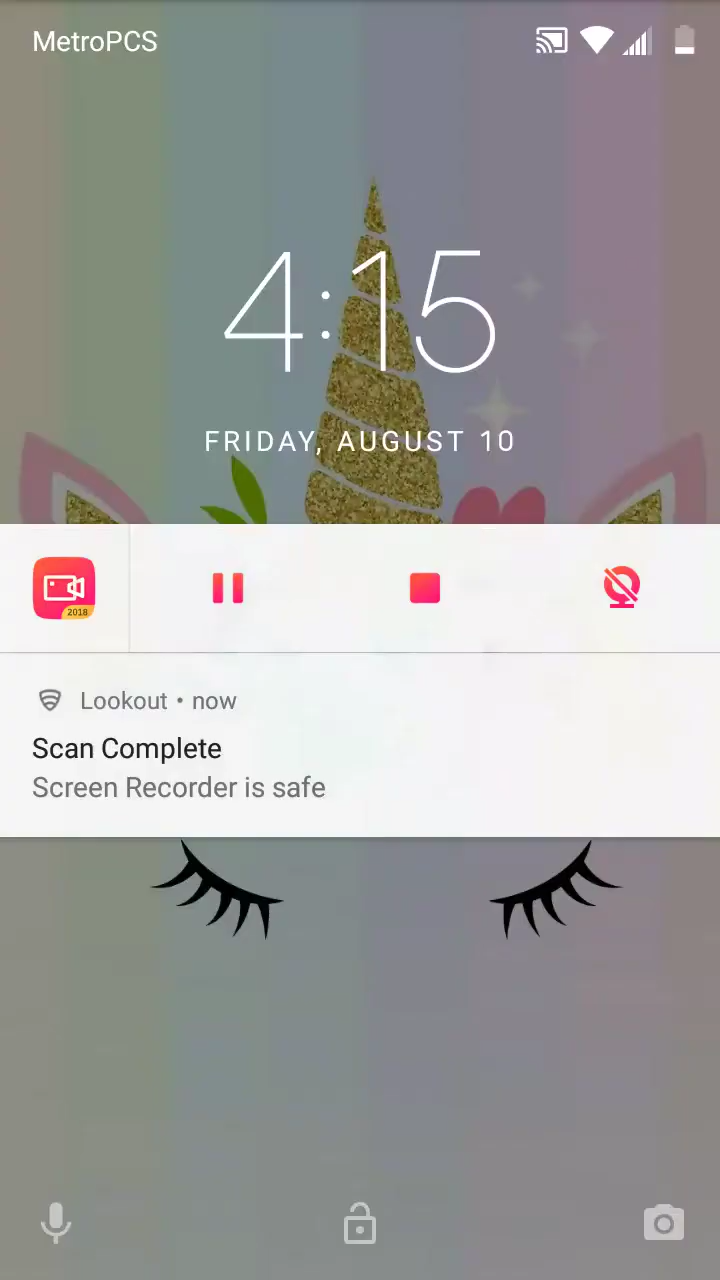 MetroPCS
4:15
FRIDAY, AUGUST 10
2018
Lookout • now
Scan Complete
Screen Recorder is safe